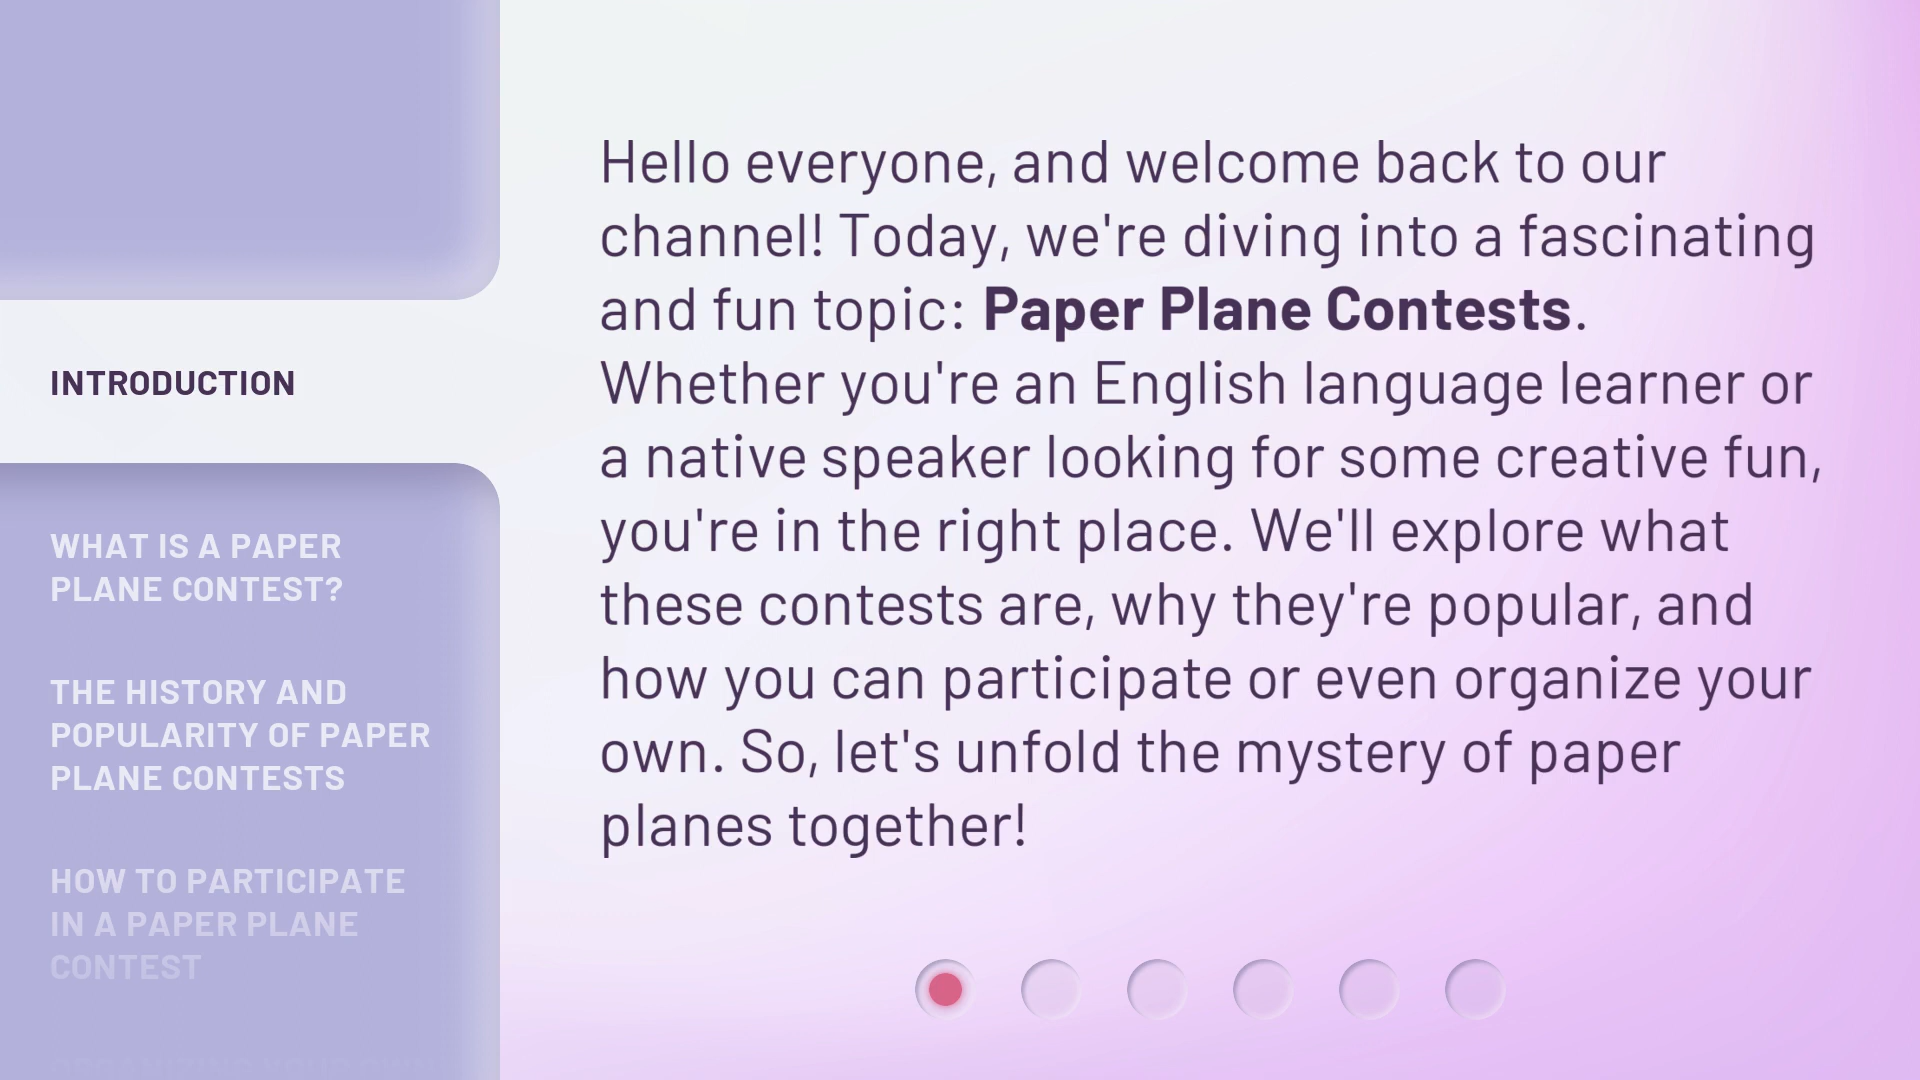 INTRODUCTION
WHAT IS A PAPER
PLANE CONTEST?
THE HISTORY AND
POPULARITY OF PAPER
PLANE CONTESTS
HOW TO PARTICIPATE
IN A PAPER PLANE
CONTEST
ORGANIZING YOUR OWN
Hello everyone, and welcome back to our
channel! Today, we're diving into a fascinating
and fun topic: Paper Plane Contests.
Whether you're an English language learner or
a native speaker looking for some creative fun,
you're in the right place. We'll explore what
these contests are, why they're popular, and
how you can participate or even organize your
own. So, let's unfold the mystery of paper
planes together!